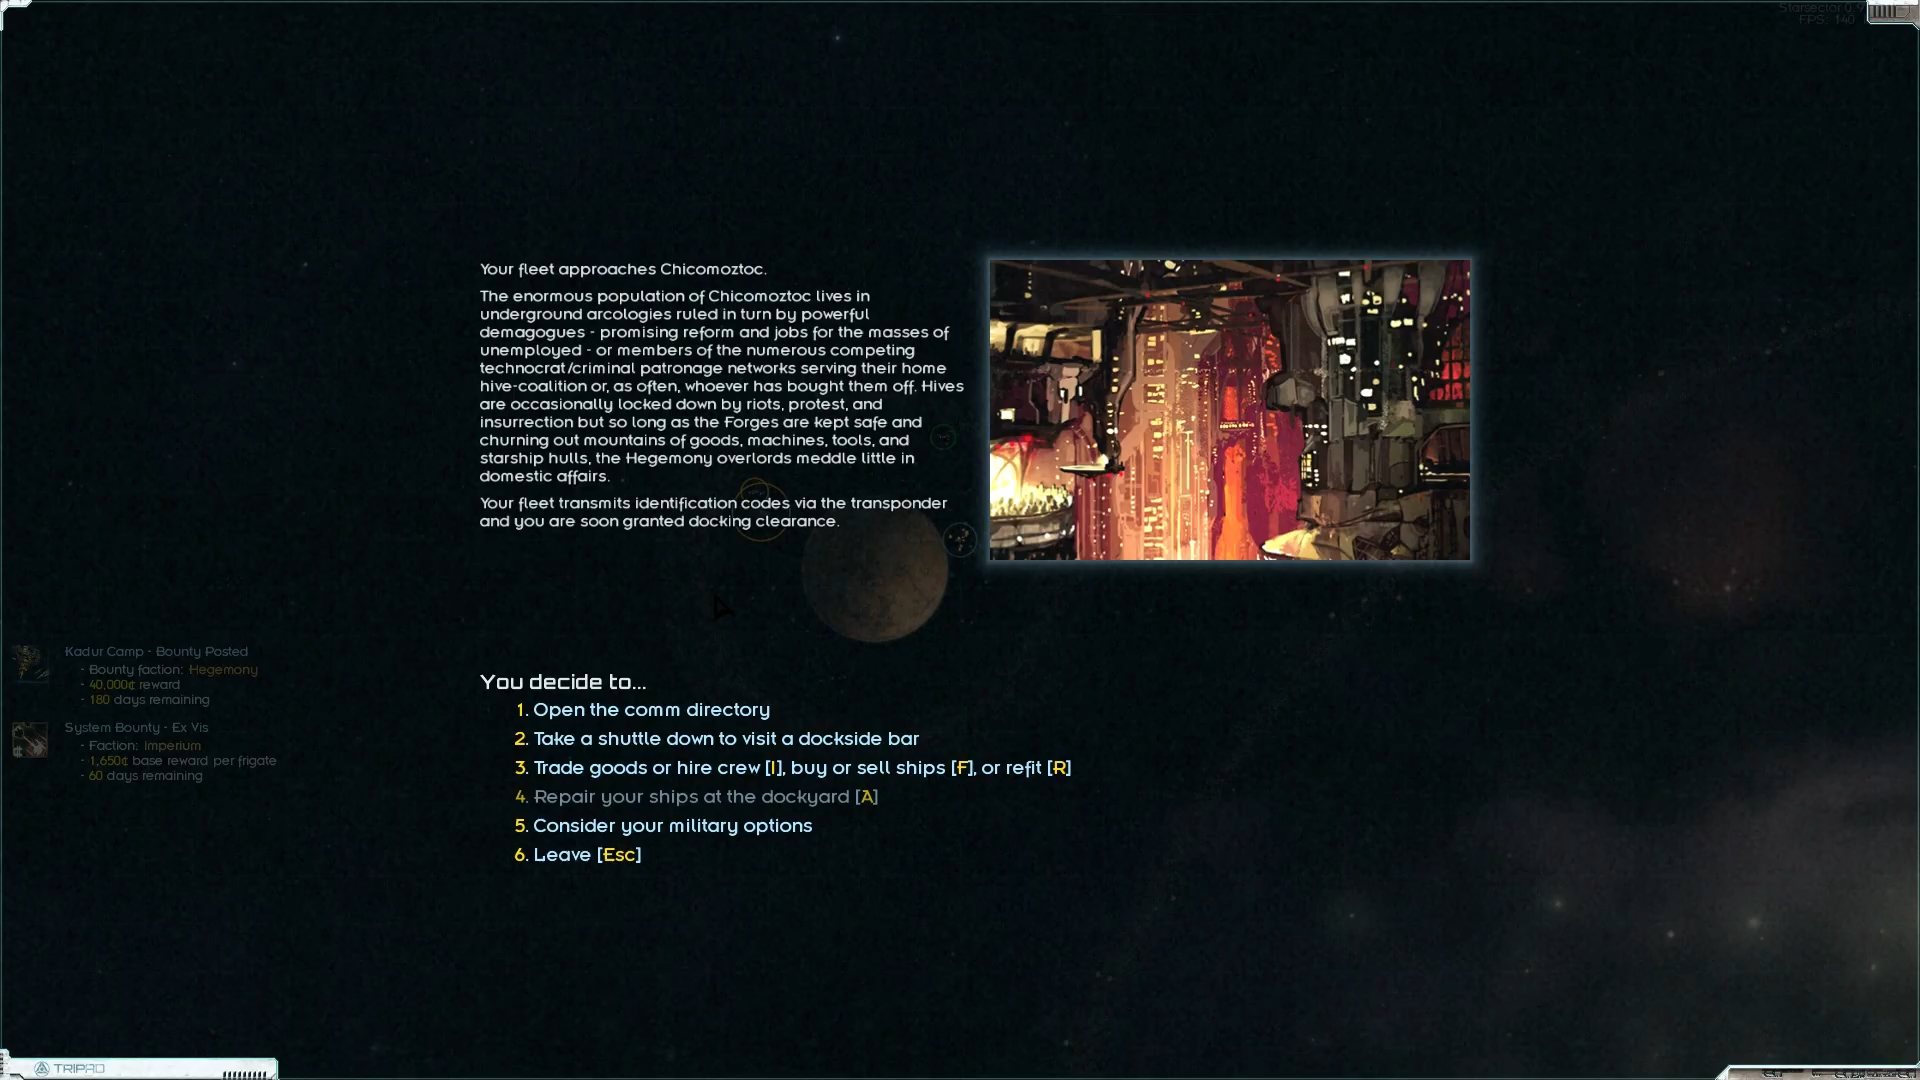 Starsector 0.9
FPS: 140
Your fleet approaches Chicomoztoc.
The enormous population of Chicomoztoc lives in
underground arcologies ruled in turn by powerful
demagogues - promising reform and jobs for the masses of
unemployed - or members of the numerous competing
technocrat/criminal patronage networks serving their home
hive-coalition or, as often, whoever has bought them off. Hives
are occasionally locked down by riots, protest, and
insurrection but so long as the Forges are kept safe and
churning out mountains of goods, machines, tools, and
starship hulls, the Hegemony overlords meddle little in
domestic affairs.
Your fleet transmits identification codes via the transponder
and you are soon granted docking clearance.
Kadur Camp - Bounty Posted
- Bounty faction: Hegemony
- 40,000¢ reward
- 180 days remaining
System Bounty - Ex Vis
- Faction: Imperium
- 1,650¢ base reward per frigate
- 60 days remaining
You decide to...
1. Open the comm directory
2. Take a shuttle down to visit a dockside bar
3. Trade goods or hire crew [I], buy or sell ships [F], or refit [R]
4. Repair your ships at the dockyard [A]
5. Consider your military options
6. Leave [Esc]
TRIPAD